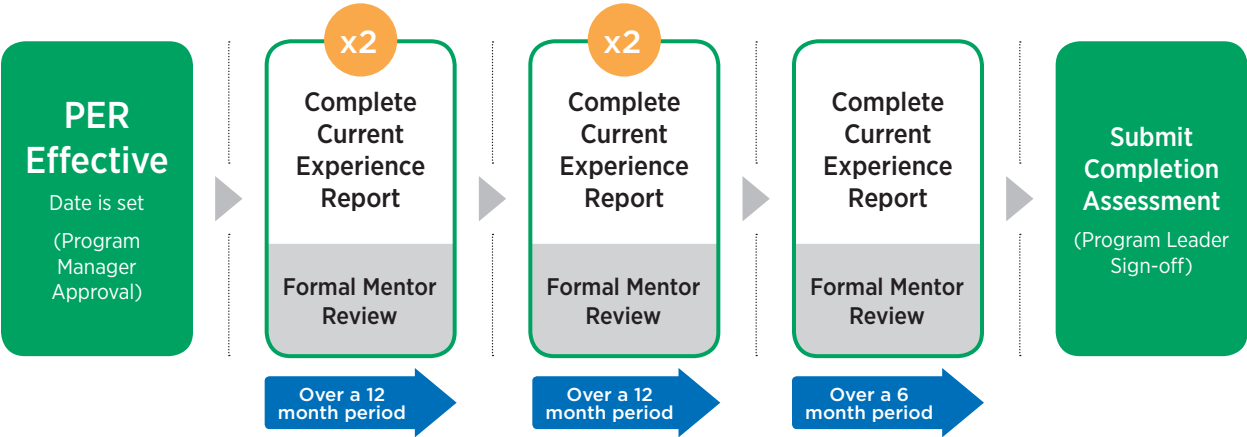 PER
Effective
Date is set
(Program
Manager
Approval)
x2
Complete
Current
Experience
Report
Formal Mentor
Review
Over a 12
month period
x2
Complete
Current
Experience
Report
Formal Mentor
Review
Over a 12
month period
Complete
Current
Experience
Report
Formal Mentor
Review
Over a 6
month period
Submit
Completion
Assessment
(Program Leader
Sign-off)